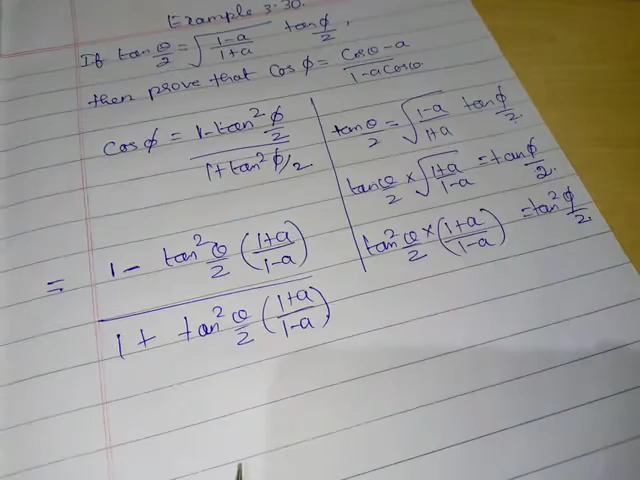 Example 3.30.
If tan θ/2 = √((1-a)/(1+a)) tan ϕ/2,
then prove that cos ϕ = (cosθ - a)/(1-a cosθ)
cos ϕ = (1-tan² ϕ/2)/(1+tan² ϕ/2)
= (1 - tan² θ/2 ((1+a)/(1-a)))/(1 + tan² θ/2 ((1+a)/(1-a)))
tan θ/2 = √((1-a)/(1+a)) tan ϕ/2.
tan θ/2 × √((1+a)/(1-a)) = tan ϕ/2.
tan² θ/2 × ((1+a)/(1-a)) = tan² ϕ/2.